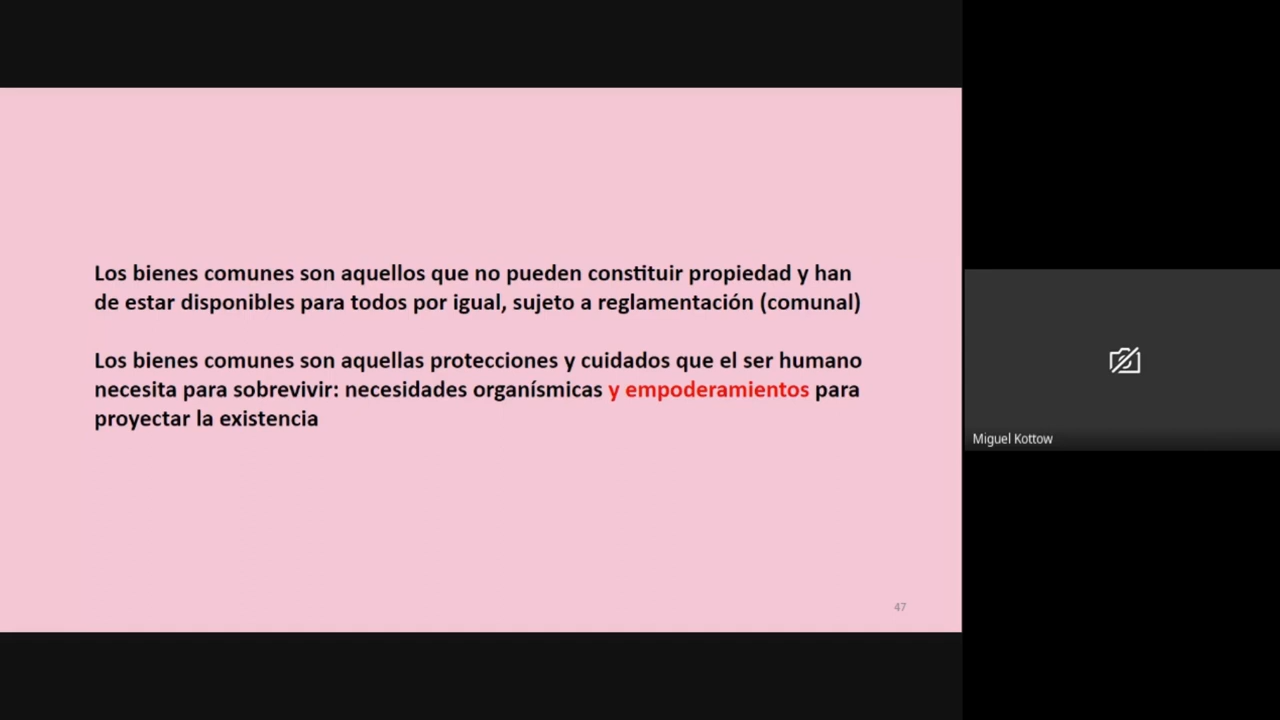 Los bienes comunes son aquellos que no pueden constituir propiedad y han
de estar disponibles para todos por igual, sujeto a reglamentación (comunal)
Los bienes comunes son aquellas protecciones y cuidados que el ser humano
necesita para sobrevivir: necesidades organísmicas y empoderamientos para
proyectar la existencia
47
Miguel Kottow